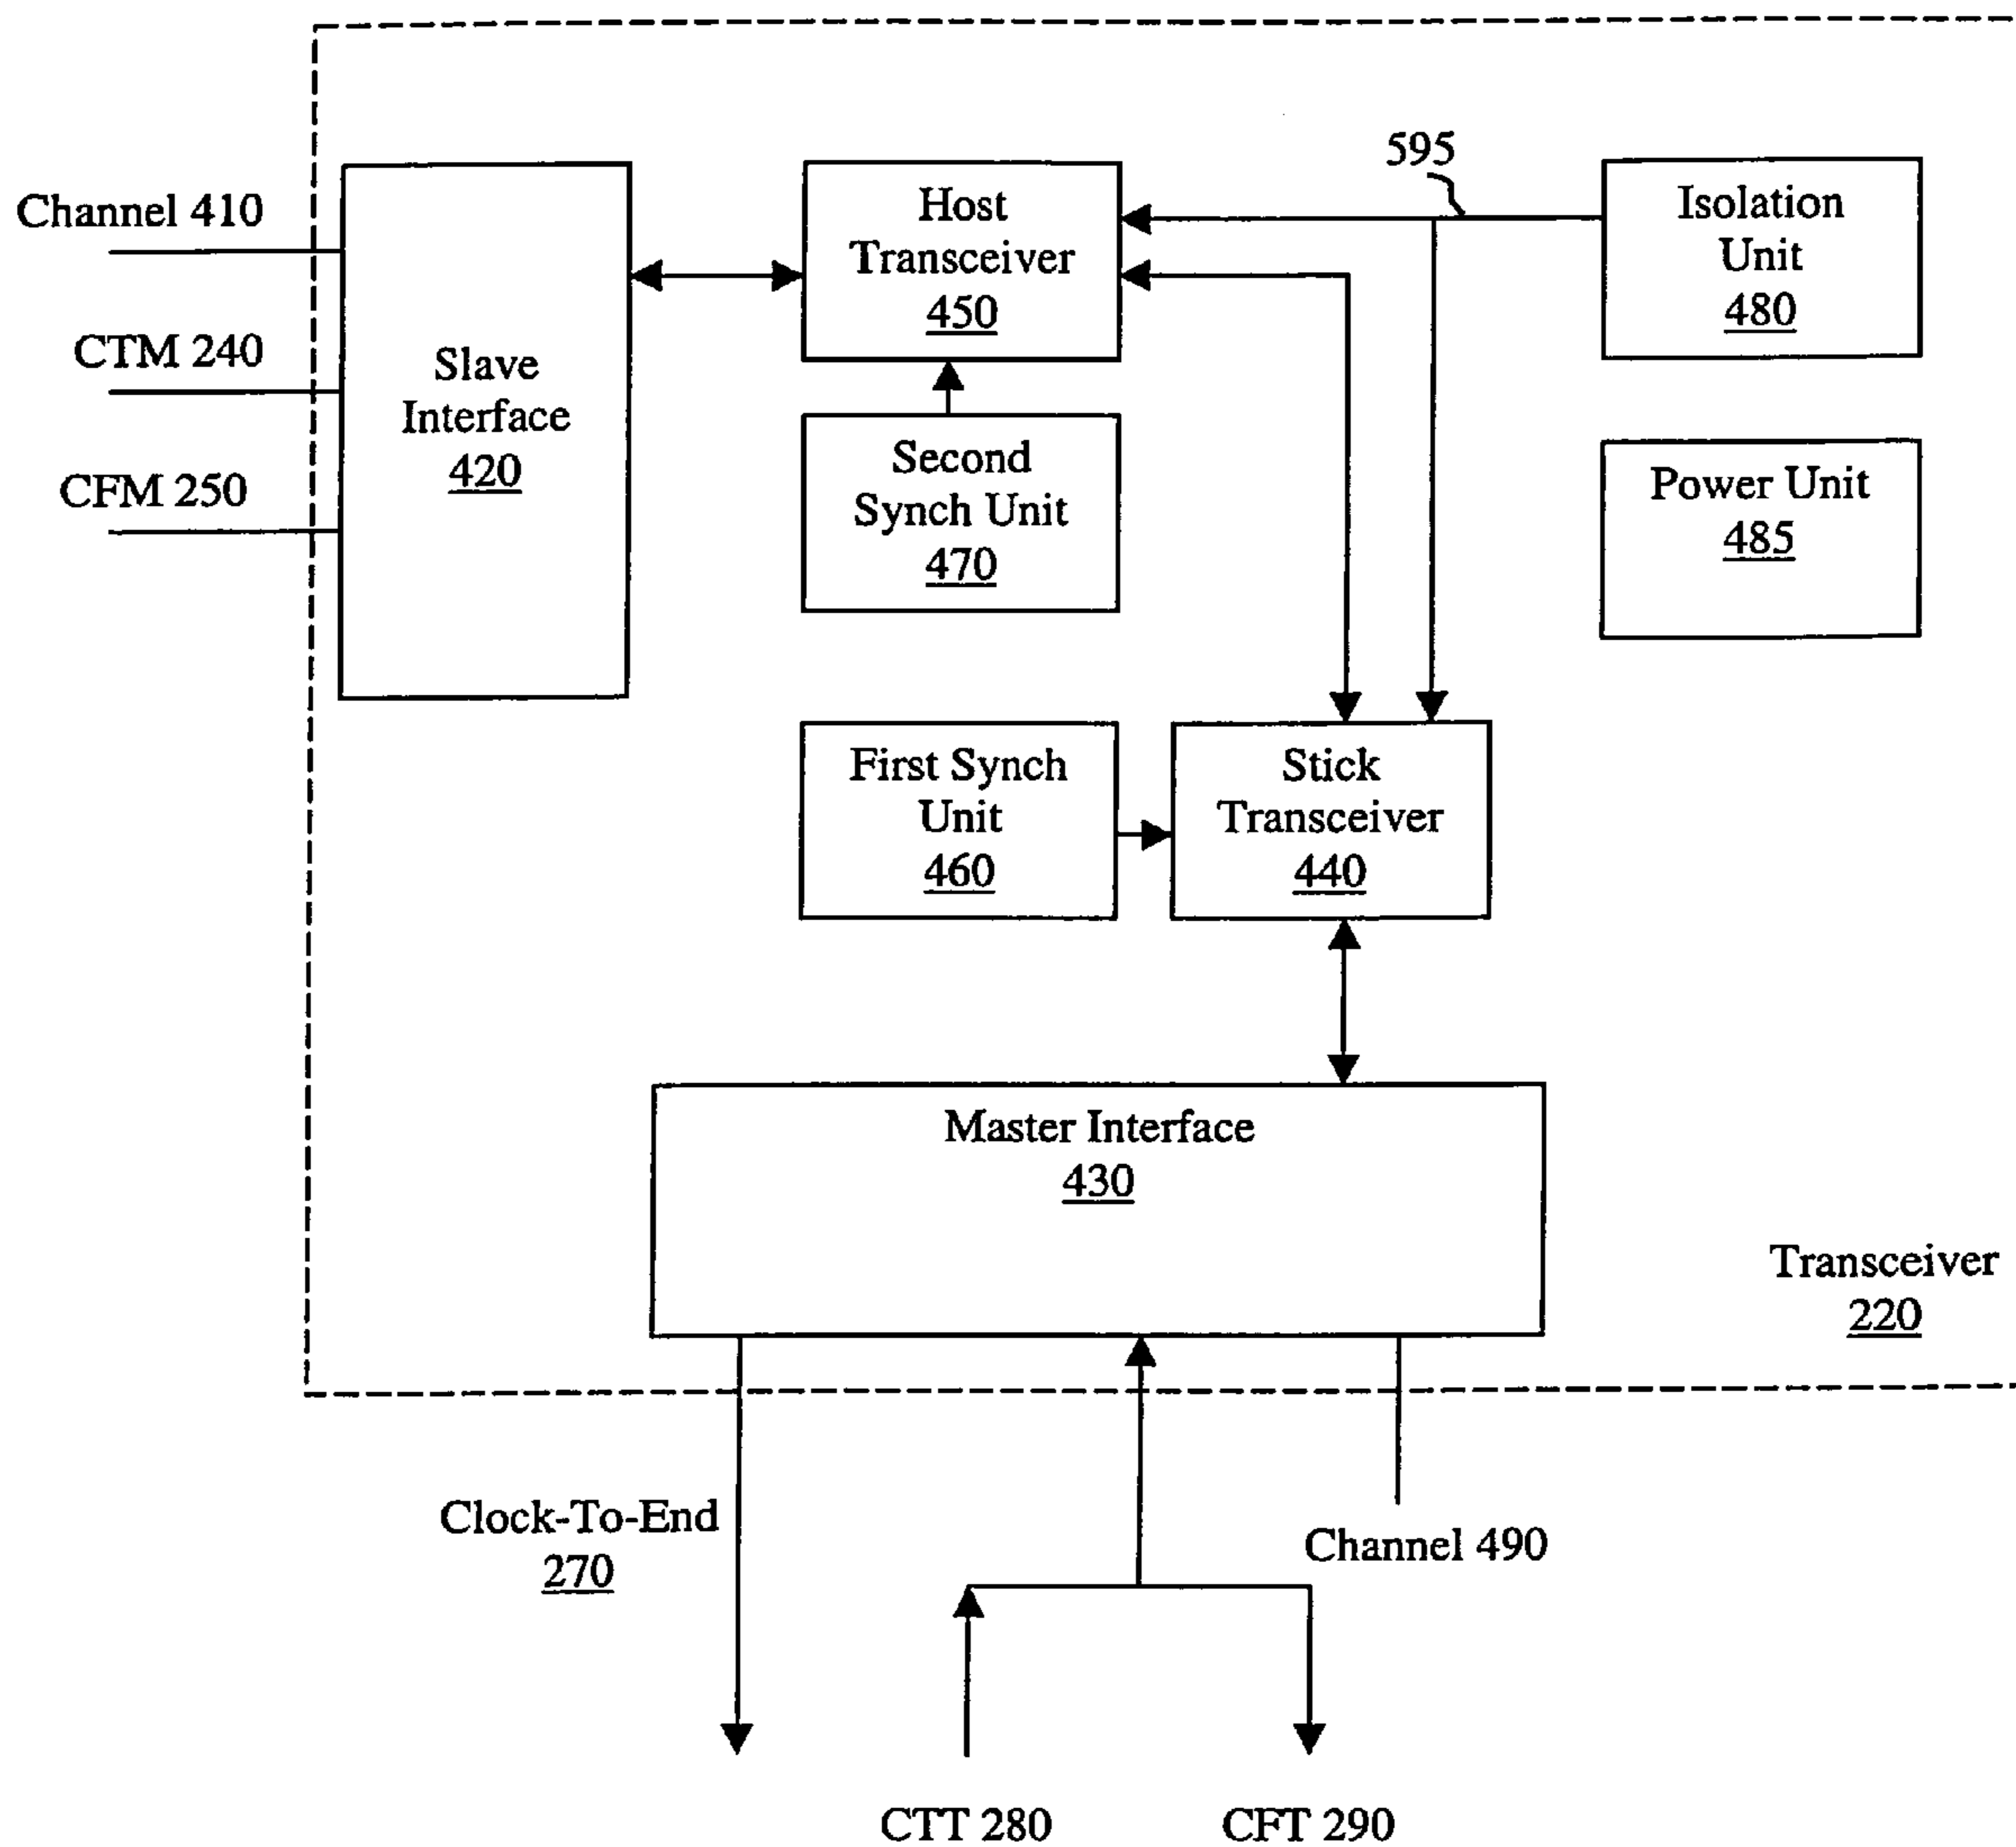 595
Channel 410
CTM 240
CFM 250
Slave
Interface
420
Host
Transceiver
450
Isolation
Unit
480
Second
Synch Unit
470
Power Unit
485
First Synch
Unit
460
Stick
Transceiver
440
Master Interface
430
Transceiver
220
Clock-To-End
270
Channel 490
CTT 280
CFT 290